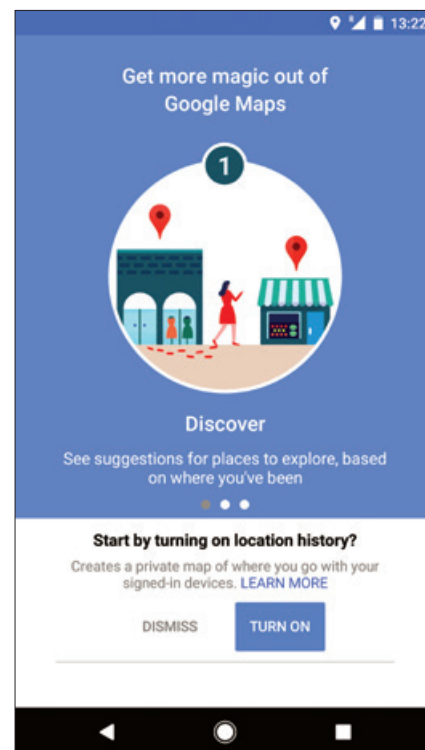 13:22
Get more magic out of
Google Maps
1
Discover
See suggestions for places to explore, based
on where you've been
Start by turning on location history?
Creates a private map of where you go with your
signed-in devices. LEARN MORE
DISMISS TURN ON